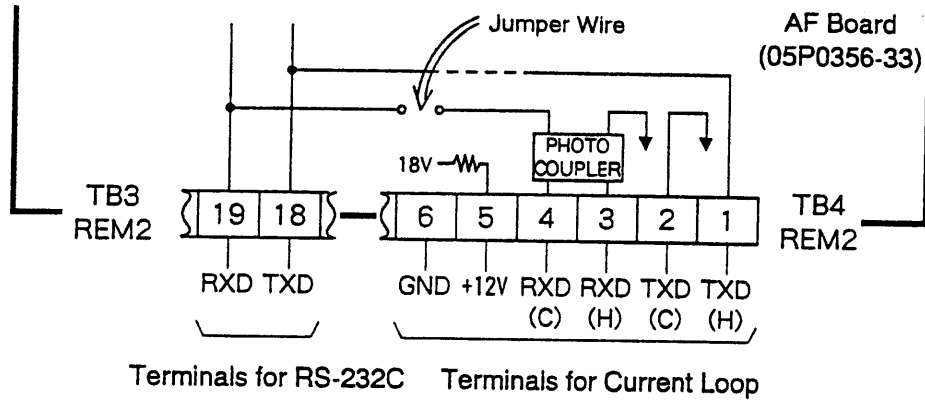 Jumper Wire
AF Board
(05P0356-33)
PHOTO
COUPLER
18V
TB3
REM2
19 18
6 5 4 3 2 1
TB4
REM2
RXD TXD
GND +12V RXD RXD TXD TXD
(C) (H) (C) (H)
Terminals for RS-232C Terminals for Current Loop